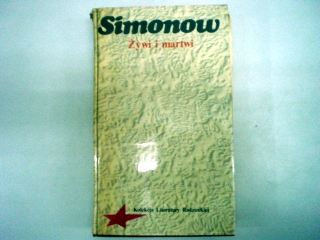 Simonow
Żywi i martwi
Kolekcja Literatury Radzieckiej